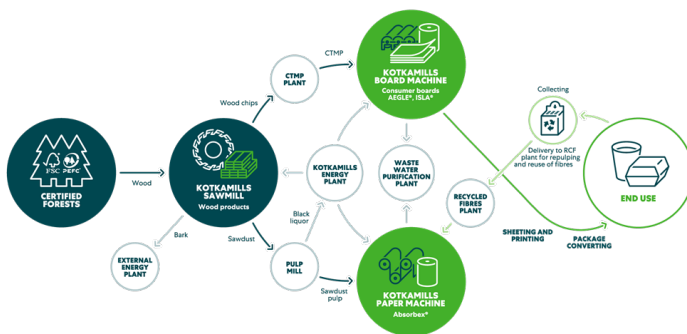 CTMP
CTMP
PLANT
KOTKAMILLS
BOARD MACHINE
Consumer boards
AEGLE®, ISLA®
Collecting
Wood chips
Delivery to RCF
plant for repulping
and reuse of fibres
FSC
PEFC
CERTIFIED
FORESTS
Wood
KOTKAMILLS
SAWMILL
Wood products
KOTKAMILLS
ENERGY
PLANT
WASTE
WATER
PURIFICATION
PLANT
RECYCLED
FIBRES
PLANT
END USE
Bark
Sawdust
Black
liquor
SHEETING AND
PRINTING
PACKAGE
CONVERTING
EXTERNAL
ENERGY
PLANT
PULP
MILL
Sawdust
pulp
KOTKAMILLS
PAPER MACHINE
Absorbex®